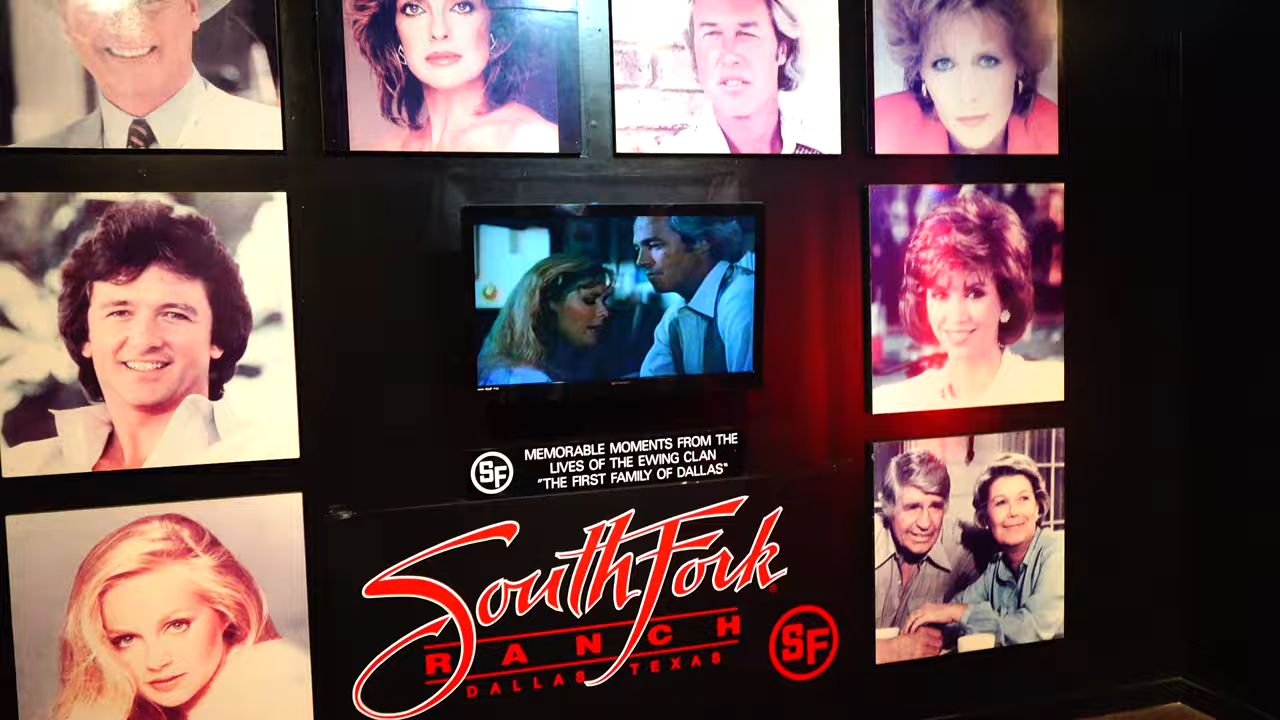 SF
MEMORABLE MOMENTS FROM THE
LIVES OF THE EWING CLAN
"THE FIRST FAMILY OF DALLAS"
SouthFork
RANCH
DALLAS TEXAS
SF